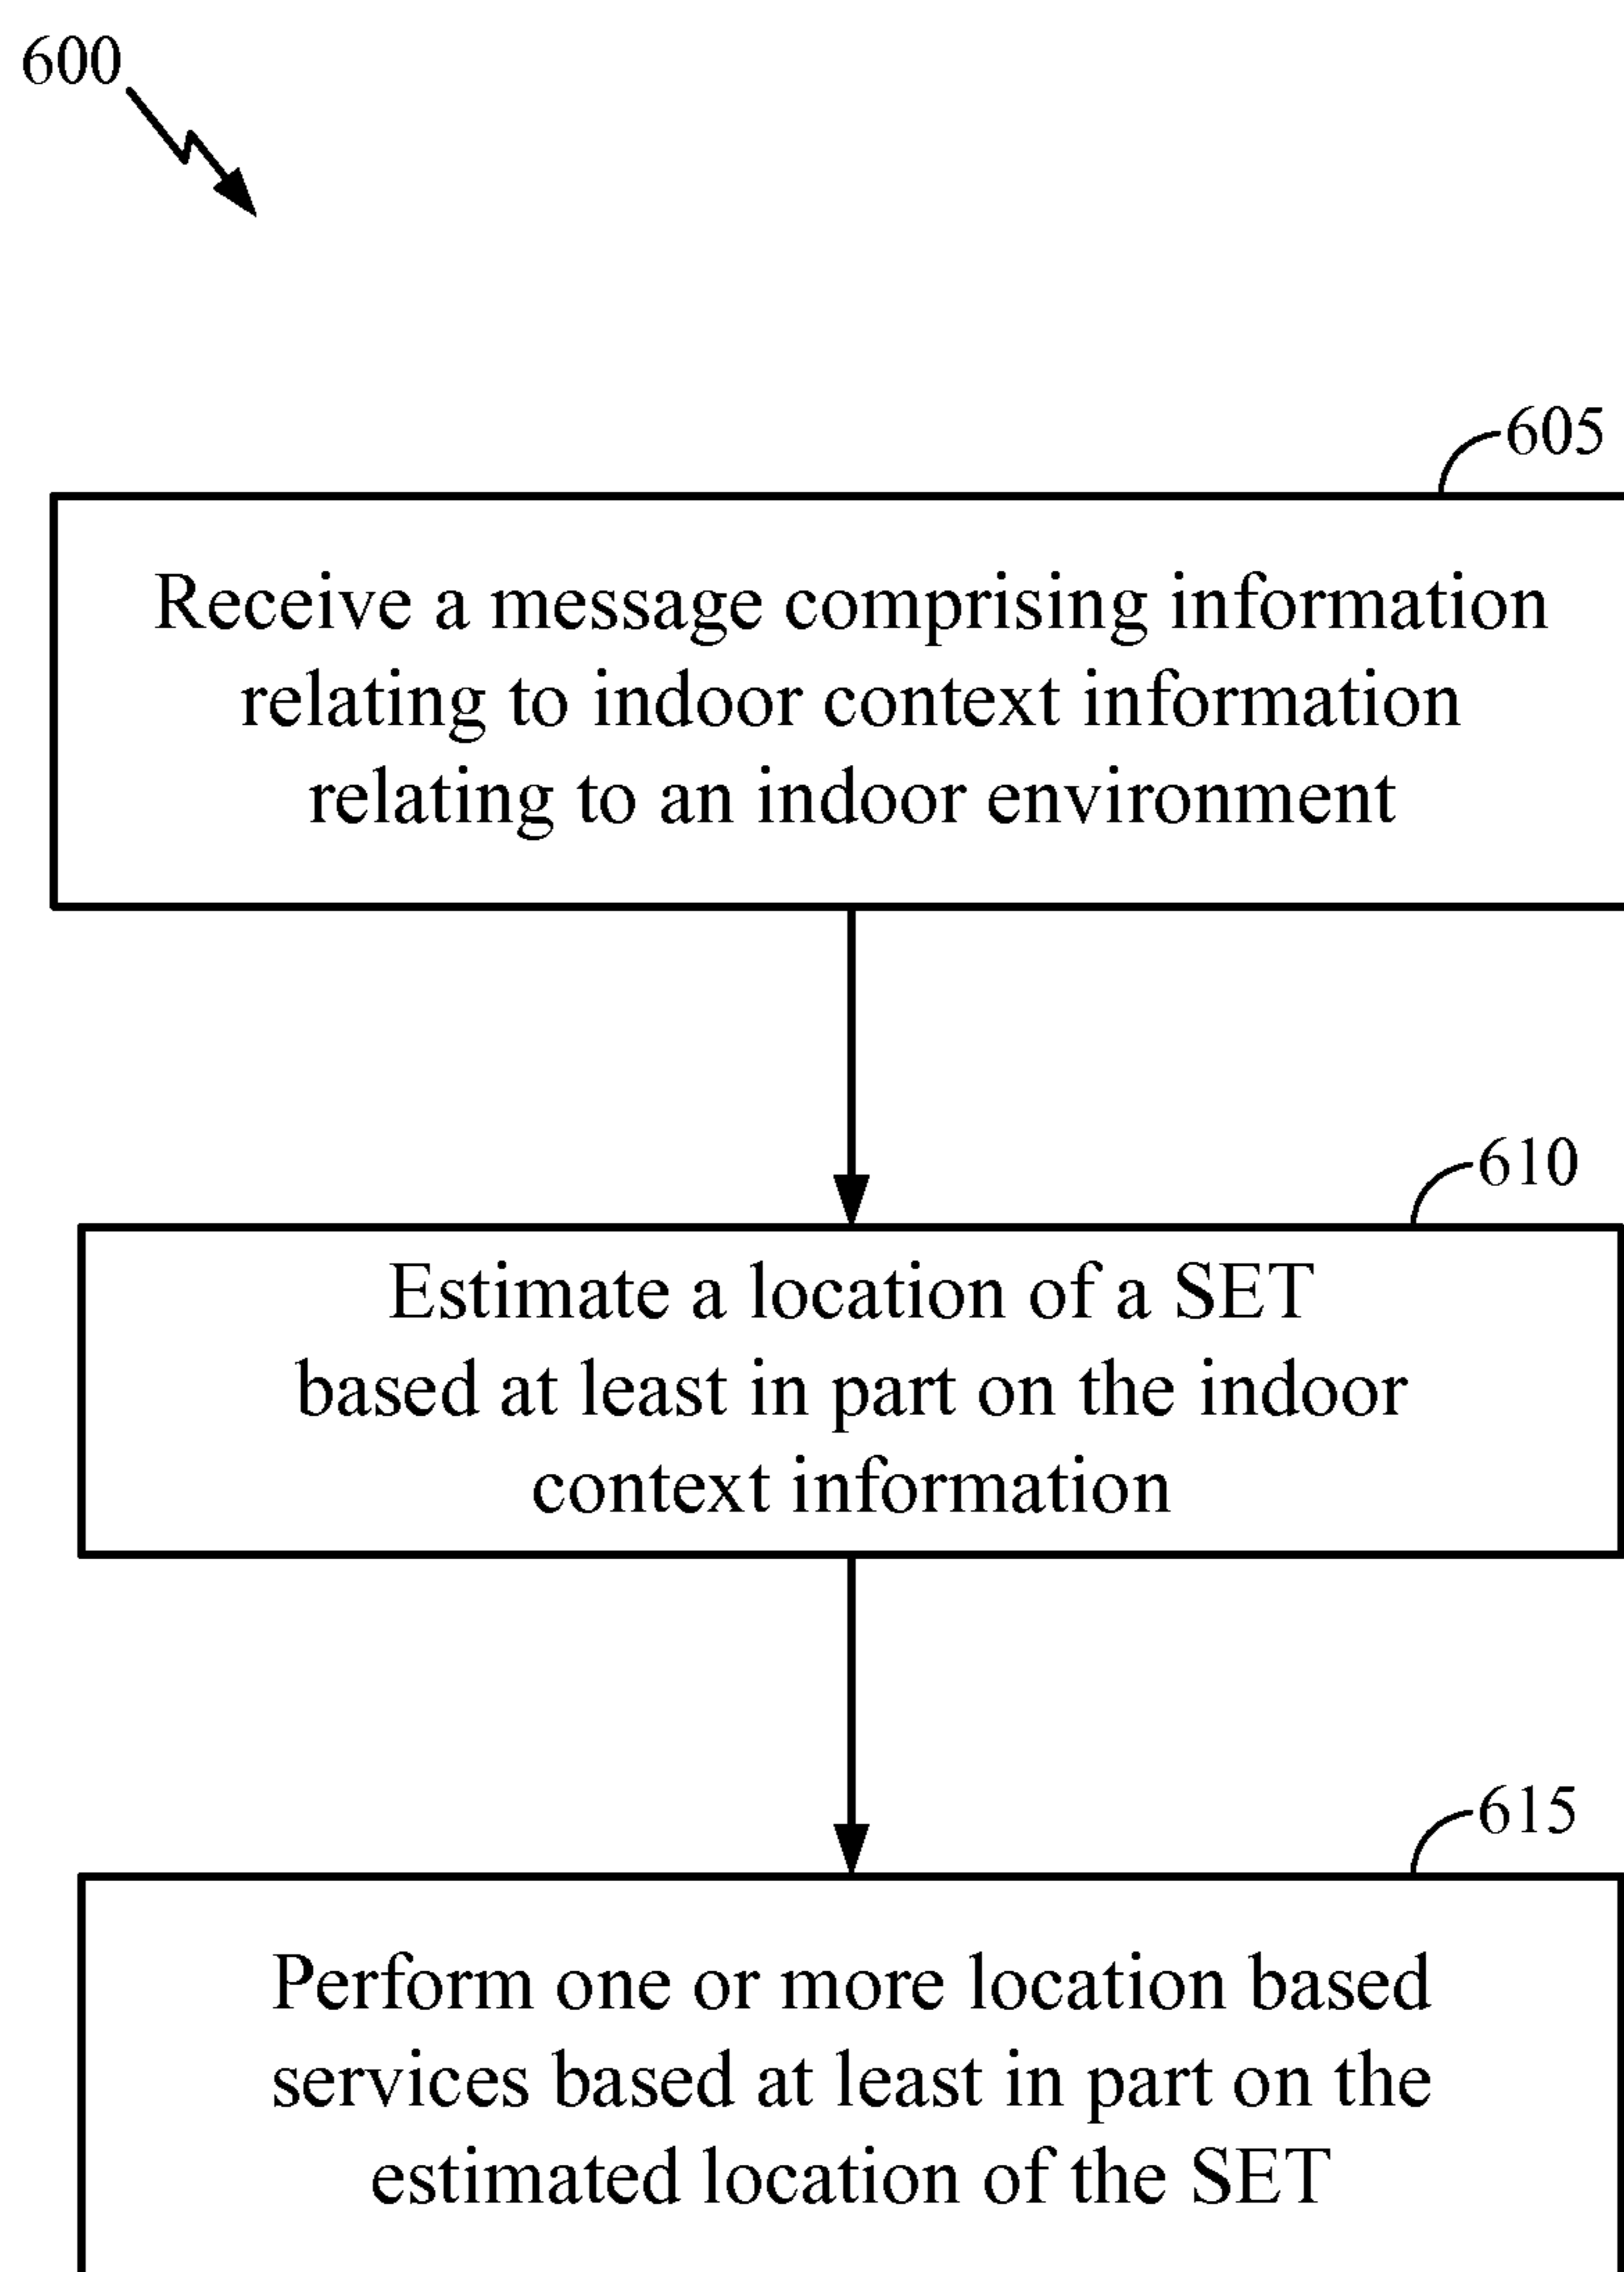 600
605
Receive a message comprising information
relating to indoor context information
relating to an indoor environment
610
Estimate a location of a SET
based at least in part on the indoor
context information
615
Perform one or more location based
services based at least in part on the
estimated location of the SET